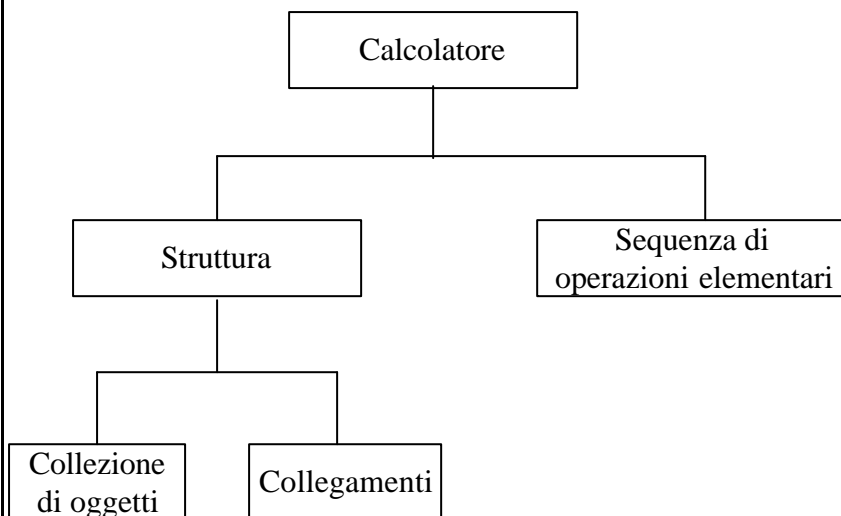 Calcolatore
Struttura
Sequenza di
operazioni elementari
Collezione
di oggetti
Collegamenti